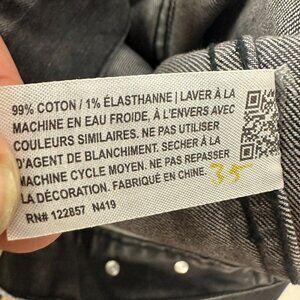 99% COTON / 1% ÉLASTHANNE | LAVER À LA
MACHINE EN EAU FROIDE, À L'ENVERS AVEC
COULEURS SIMILAIRES. NE PAS UTILISER
D'AGENT DE BLANCHIMENT. SECHER À LA
MACHINE CYCLE MOYEN. NE PAS REPASSER
LA DÉCORATION. FABRIQUÉ EN CHINE. 35
RN# 122857 N419